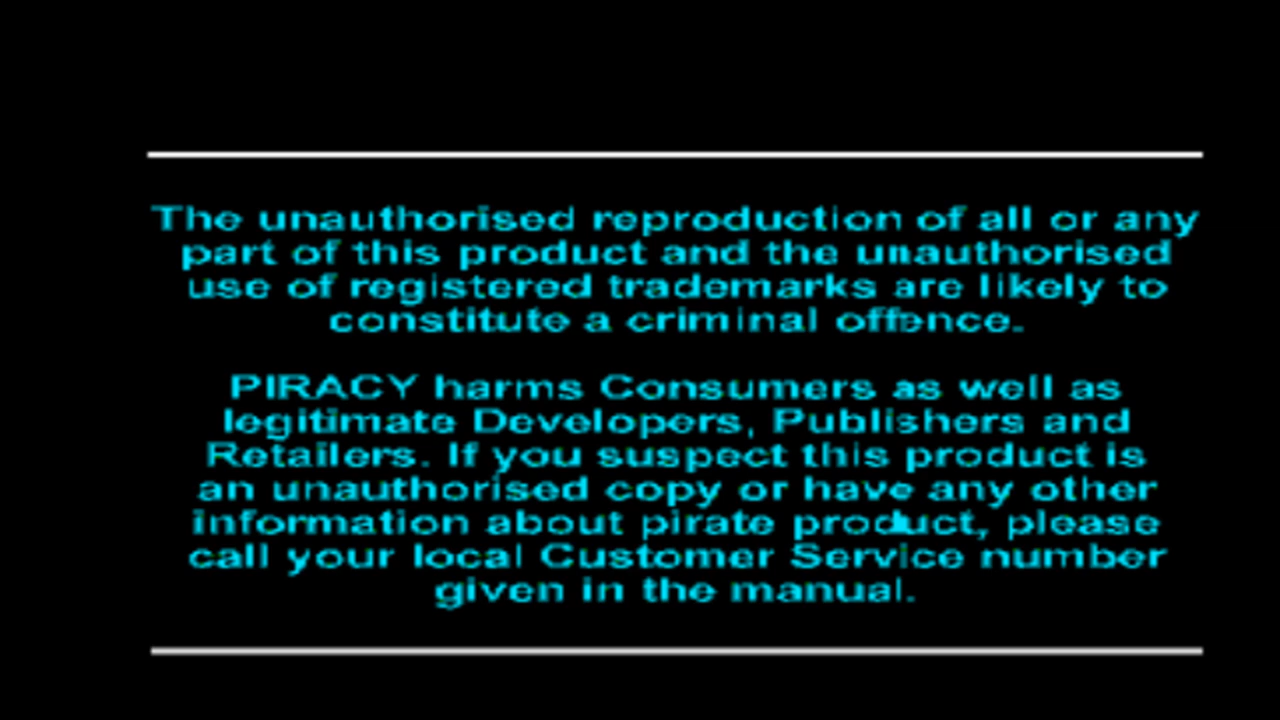 The unauthorised reproduction of all or any
part of this product and the unauthorised
use of registered trademarks are likely to
constitute a criminal offence.
PIRACY harms Consumers as well as
legitimate Developers, Publishers and
Retailers. If you suspect this product is
an unauthorised copy or have any other
information about pirate product, please
call your local Customer Service number
given in the manual.